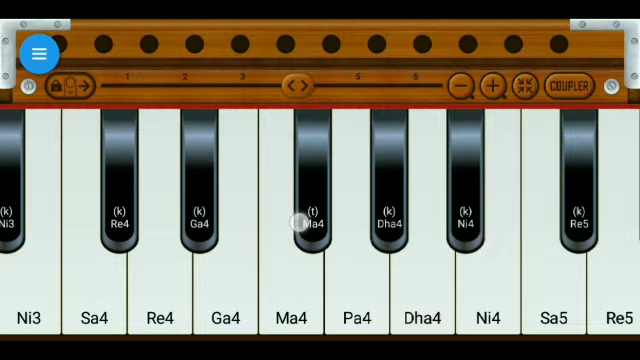 1 2 3 5 6
COUPLER
(k) (k) (k) (t) (k) (k) (k)
Ni3 Re4 Ga4 Ma4 Dha4 Ni4 Re5
Ni3 Sa4 Re4 Ga4 Ma4 Pa4 Dha4 Ni4 Sa5 Re5